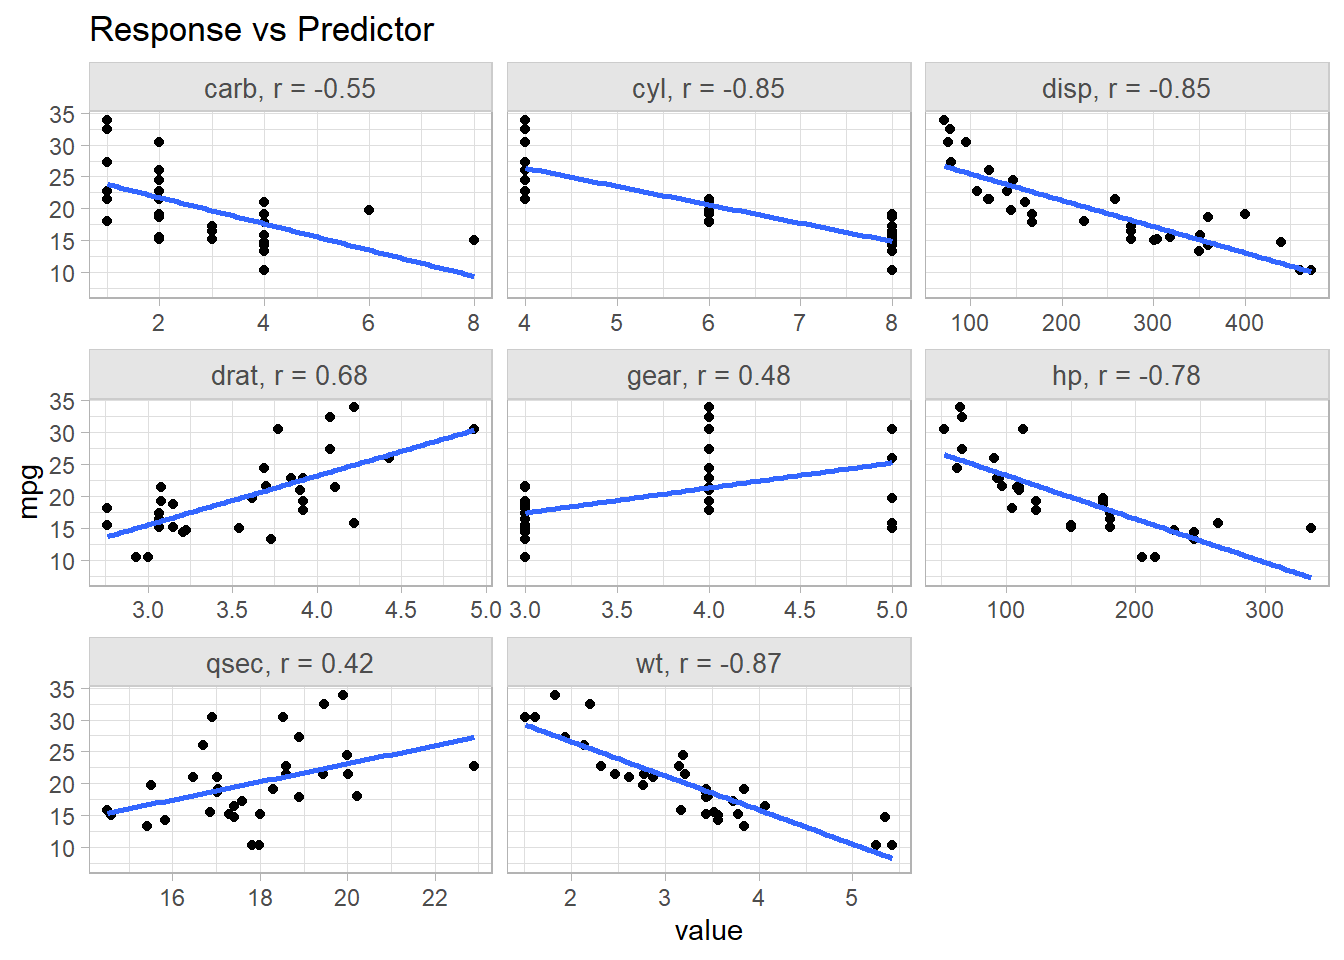 Response vs Predictor
carb, r = -0.55
cyl, r = -0.85
disp, r = -0.85
35
30
25
20
15
10
2 4 6 8
4 5 6 7 8
100 200 300 400
drat, r = 0.68
gear, r = 0.48
hp, r = -0.78
35
30
25
20
15
10
mpg
3.0 3.5 4.0 4.5 5.0
3.0 3.5 4.0 4.5 5.0
100 200 300
qsec, r = 0.42
wt, r = -0.87
35
30
25
20
15
10
16 18 20 22
2 3 4 5
value